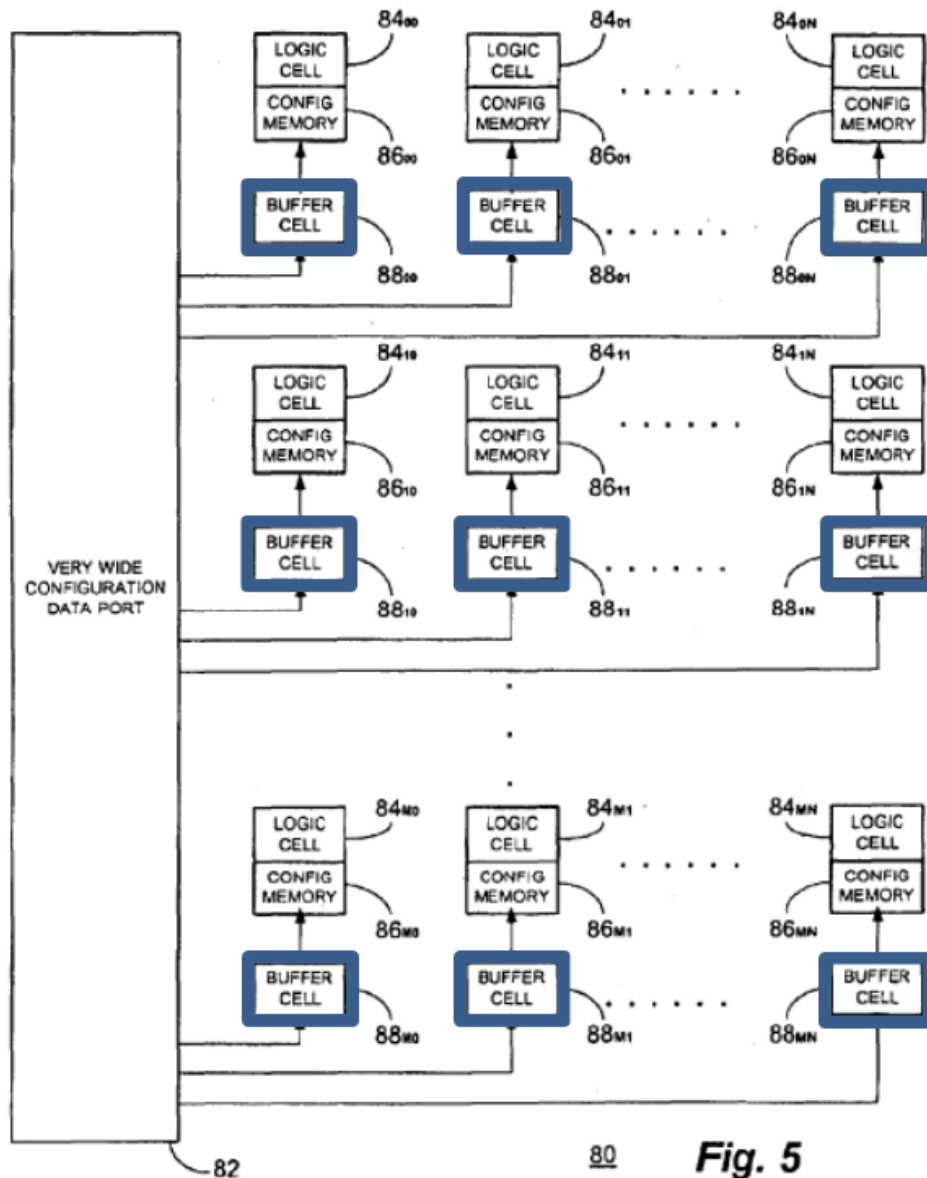 84₀₀ 84₀₁ 84₀N
LOGIC CELL LOGIC CELL LOGIC CELL
CONFIG MEMORY CONFIG MEMORY CONFIG MEMORY
86₀₀ 86₀₁ 86₀N
BUFFER CELL BUFFER CELL BUFFER CELL
88₀₀ 88₀₁ 88₀N
84₁₀ 84₁₁ 84₁N
LOGIC CELL LOGIC CELL LOGIC CELL
CONFIG MEMORY CONFIG MEMORY CONFIG MEMORY
86₁₀ 86₁₁ 86₁N
BUFFER CELL BUFFER CELL BUFFER CELL
88₁₀ 88₁₁ 88₁N
VERY WIDE
CONFIGURATION
DATA PORT
84M0 84M1 84MN
LOGIC CELL LOGIC CELL LOGIC CELL
CONFIG MEMORY CONFIG MEMORY CONFIG MEMORY
86M0 86M1 86MN
BUFFER CELL BUFFER CELL BUFFER CELL
88M0 88M1 88MN
82
80 Fig. 5